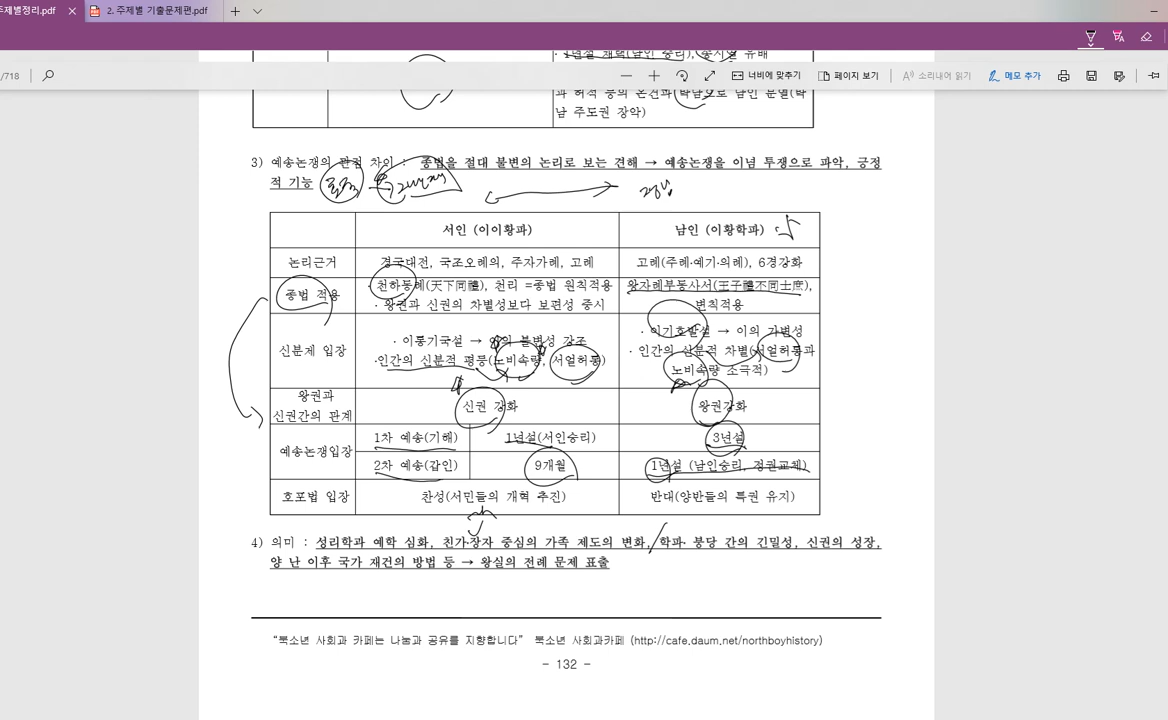 주제별정리.pdf
2. 주제별 기출문제편.pdf
/718
너비에 맞추기
페이지 보기
소리내어 읽기
메모 추가
· 1년설 채택(남인 승리), 송시열 유배
과 허적 등의 온건과(탁남)으로 남인 분열(탁
남 주도권 장악)
3) 예송논쟁의 관점 차이 : 종법을 절대 불변의 논리로 보는 견해 → 예송논쟁을 이념 투쟁으로 파악, 긍정
적 기능
서인 (이이황파)
남인 (이황학파)
논리근거
경국대전, 국조오례의, 주자가례, 고례
고례(주례·예기·의례), 6경강화
종법 적용
· 천하동례(天下同禮), 천리 =종법 원칙적용
· 왕권과 신권의 차별성보다 보편성 중시
왕자례부동사서(王子禮不同士庶),
변칙적용
신분제 입장
· 이통기국설 → 이의 불변성 강조
·인간의 신분적 평등(노비속량, 서얼허통)
· 이기호발설 → 이의 가변성
· 인간의 신분적 차별(서얼허통과
노비속량 소극적)
왕권과
신권간의 관계
신권 강화
왕권강화
예송논쟁입장
1차 예송(기해)
1년설(서인승리)
3년설
2차 예송(갑인)
9개월
1년설 (남인승리, 정권교체)
호포법 입장
찬성(서민들의 개혁 추진)
반대(양반들의 특권 유지)
4) 의미 : 성리학과 예학 심화, 친가·장자 중심의 가족 제도의 변화, 학파· 붕당 간의 긴밀성, 신권의 성장,
양 난 이후 국가 재건의 방법 등 → 왕실의 전례 문제 표출
“북소년 사회과 카페는 나눔과 공유를 지향합니다” 북소년 사회과카페 (http://cafe.daum.net/northboyhistory)
- 132 -